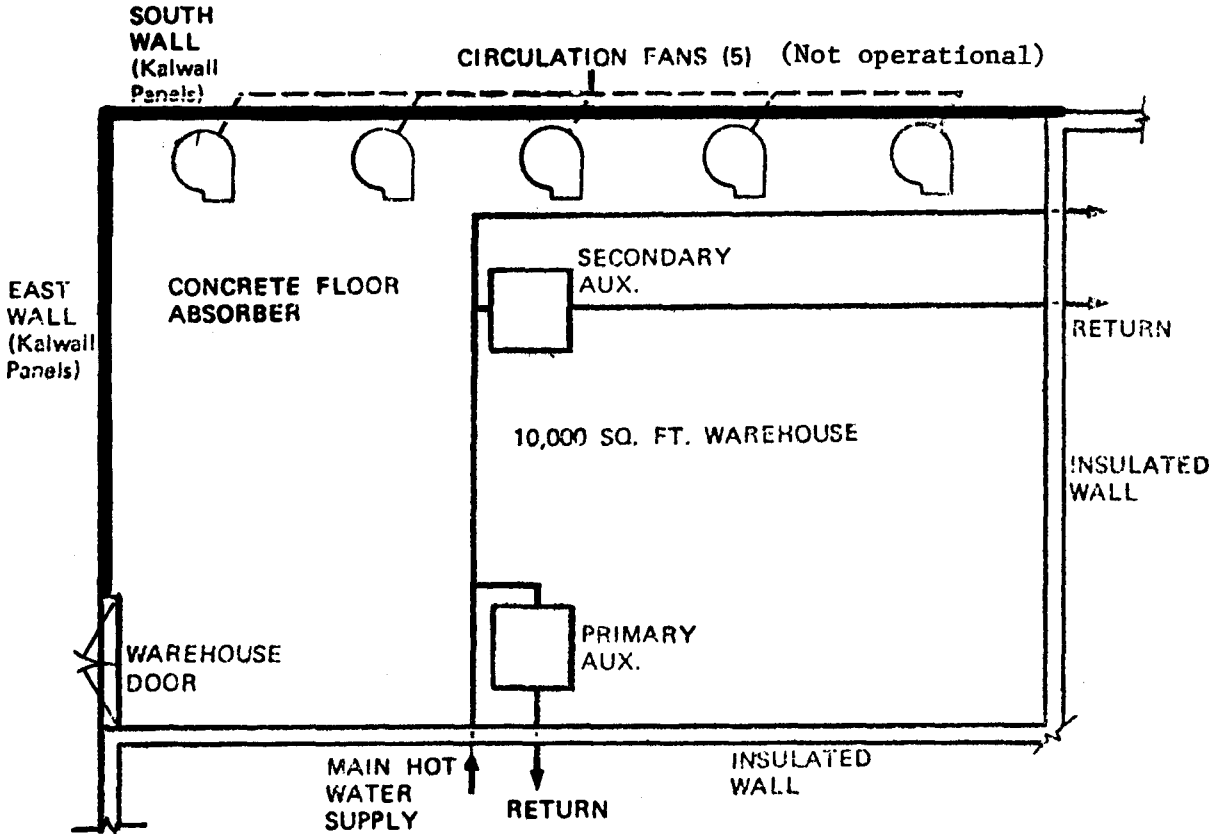 SOUTH
WALL
(Kalwall
Panels)
CIRCULATION FANS (5) (Not operational)
EAST
WALL
(Kalwall
Panels)
CONCRETE FLOOR
ABSORBER
SECONDARY
AUX.
RETURN
10,000 SQ. FT. WAREHOUSE
INSULATED
WALL
WAREHOUSE
DOOR
PRIMARY
AUX.
MAIN HOT
WATER
SUPPLY
RETURN
INSULATED
WALL